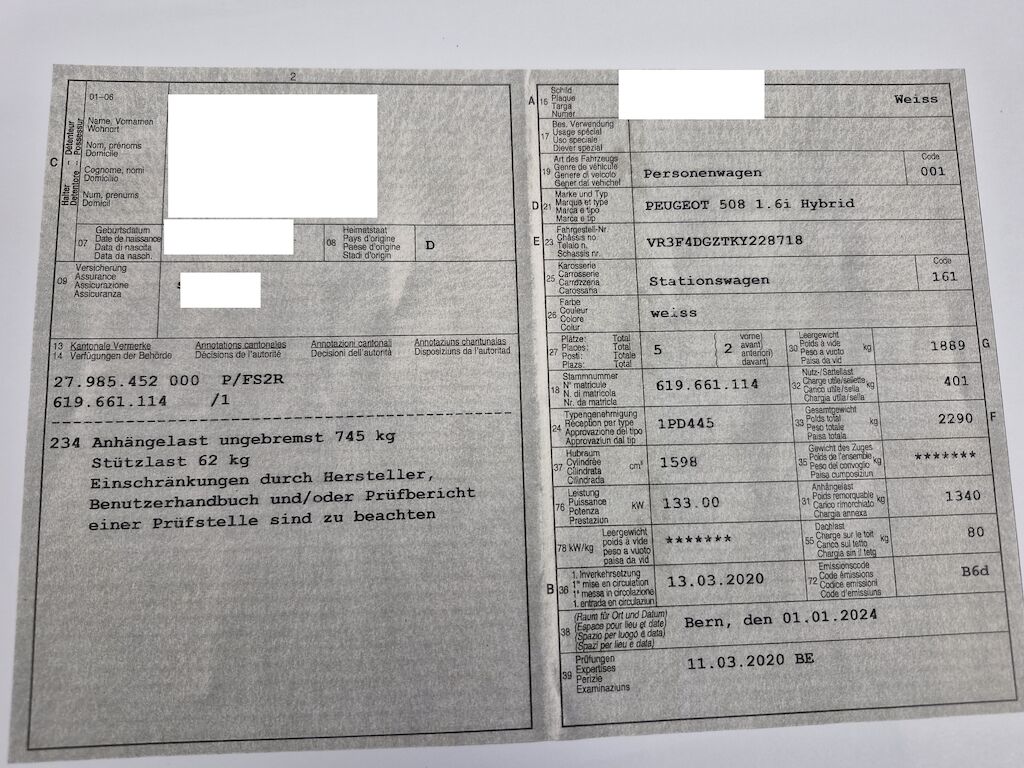 2
C
Halter Détenteur
Detentore Possessur
01–06
Name, Vornamen
Wohnort
Nom, prénoms
Domicile
Cognome, nomi
Domicilio
Num, prenums
Domicil
07
Geburtsdatum
Date de naissance
Data di nascita
Data da nasch.
08
Heimatstaat
Pays d'origine
Paese d'origine
Stadi d'origin
D
09
Versicherung
Assurance
Assicurazione
Assicuranza
13 Kantonale Vermerke Annotations cantonales Annotazioni cantonali Annotaziuns chantunalas
14 Verfügungen der Behörde Décisions de l'autorité Decisioni dell'autorità Disposiziuns da l'autoritad
27.985.452 000 P/FS2R
619.661.114 /1
234 Anhängelast ungebremst 745 kg
Stützlast 62 kg
Einschränkungen durch Hersteller,
Benutzerhandbuch und/oder Prüfbericht
einer Prüfstelle sind zu beachten
A 15
Schild
Plaque
Targa
Numer
Weiss
17
Bes. Verwendung
Usage spécial
Uso speciale
Diever spezial
19
Art des Fahrzeugs
Genre de véhicule
Genere di veicolo
Gener dal vehichel
Personenwagen
Code
001
D 21
Marke und Typ
Marque et type
Marca e tipo
Marca e tip
PEUGEOT 508 1.6i Hybrid
E 23
Fahrgestell-Nr.
Châssis no
Telaio n.
Schassis nr.
VR3F4DGZTKY228718
25
Karosserie
Carrosserie
Carrozzeria
Carossaria
Stationswagen
Code
161
26
Farbe
Couleur
Colore
Colur
weiss
27
Plätze: Total
Places: Total
Posti: Totale
Plazs: Total
5
( 2
vorne)
avant)
anteriori)
davant)
30
Leergewicht
Poids à vide
Peso a vuoto
Paisa da vid
kg
1889 G
18
Stammnummer
N° matricule
N. di matricola
Nr. da matricla
619.661.114
32
Nutz-/Sattellast
Charge utile/sellette
Carico utile/sella
Chargia utila/sella
kg
401
24
Typengenehmigung
Réception par type
Approvazione del tipo
Approvaziun dal tip
1PD445
33
Gesamtgewicht
Poids total
Peso totale
Paisa totala
kg
2290 F
37
Hubraum
Cylindrée
Cilindrata
Cilindrada
cm³
1598
35
Gewicht des Zuges
Poids de l'ensemble
Peso del convoglio
Paisa cumposiziun
kg
*******
76
Leistung
Puissance
Potenza
Prestaziun
kW
133.00
31
Anhängelast
Poids remorquable
Carico rimorchiato
Chargia annexa
kg
1340
78 kW/kg
Leergewicht
poids à vide
peso a vuoto
paisa da vid
*******
55
Dachlast
Charge sur le toit
Carico sul tetto
Chargia sin il tetg
kg
80
B 36
1. Inverkehrsetzung
1re mise en circulation
1a messa in circolazione
1. entrada en circulaziun
13.03.2020
72
Emissionscode
Code émissions
Codice emissioni
Code d'emissiuns
B6d
38
(Raum für Ort und Datum)
(Espace pour lieu et date)
(Spazio per luogo e data)
(Spazi per lieu e data)
Bern, den 01.01.2024
39
Prüfungen
Expertises
Perizie
Examinaziuns
11.03.2020 BE